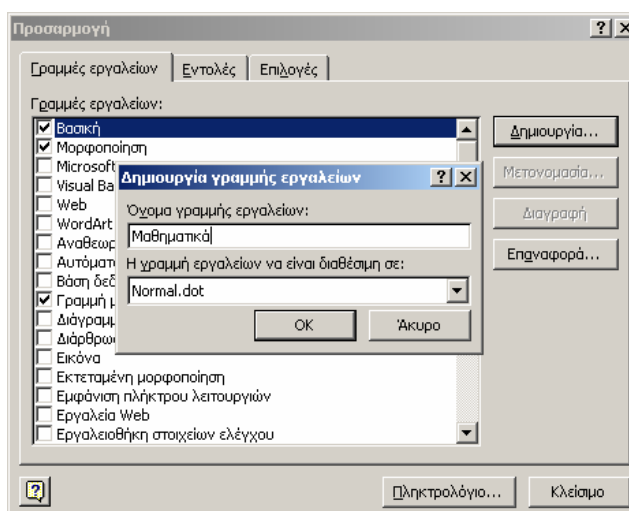 Προσαρμογή
Γραμμές εργαλείων Εντολές Επιλογές
Γραμμές εργαλείων:
Βασική
Μορφοποίηση
Microsoft
Visual Ba
Web
WordArt
Αναθεωρ
Αυτόματ
Βάση δεδ
Γραμμή μ
Διάγραμμ
Διάρθρω
Εικόνα
Εκτεταμένη μορφοποίηση
Εμφάνιση πλήκτρου λειτουργιών
Εργαλεία Web
Εργαλειοθήκη στοιχείων ελέγχου
Δημιουργία...
Μετονομασία...
Διαγραφή
Επαναφορά...
Δημιουργία γραμμής εργαλείων
Όνομα γραμμής εργαλείων:
Μαθηματικά
Η γραμμή εργαλείων να είναι διαθέσιμη σε:
Normal.dot
OK Άκυρο
Πληκτρολόγιο... Κλείσιμο